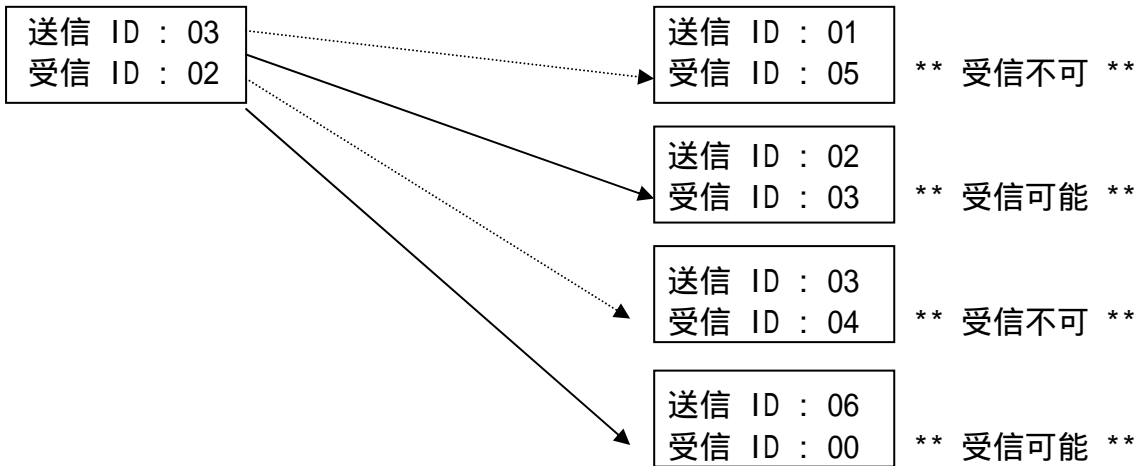 送信 ID : 03
受信 ID : 02
送信 ID : 01
受信 ID : 05 ** 受信不可 **
送信 ID : 02
受信 ID : 03 ** 受信可能 **
送信 ID : 03
受信 ID : 04 ** 受信不可 **
送信 ID : 06
受信 ID : 00 ** 受信可能 **